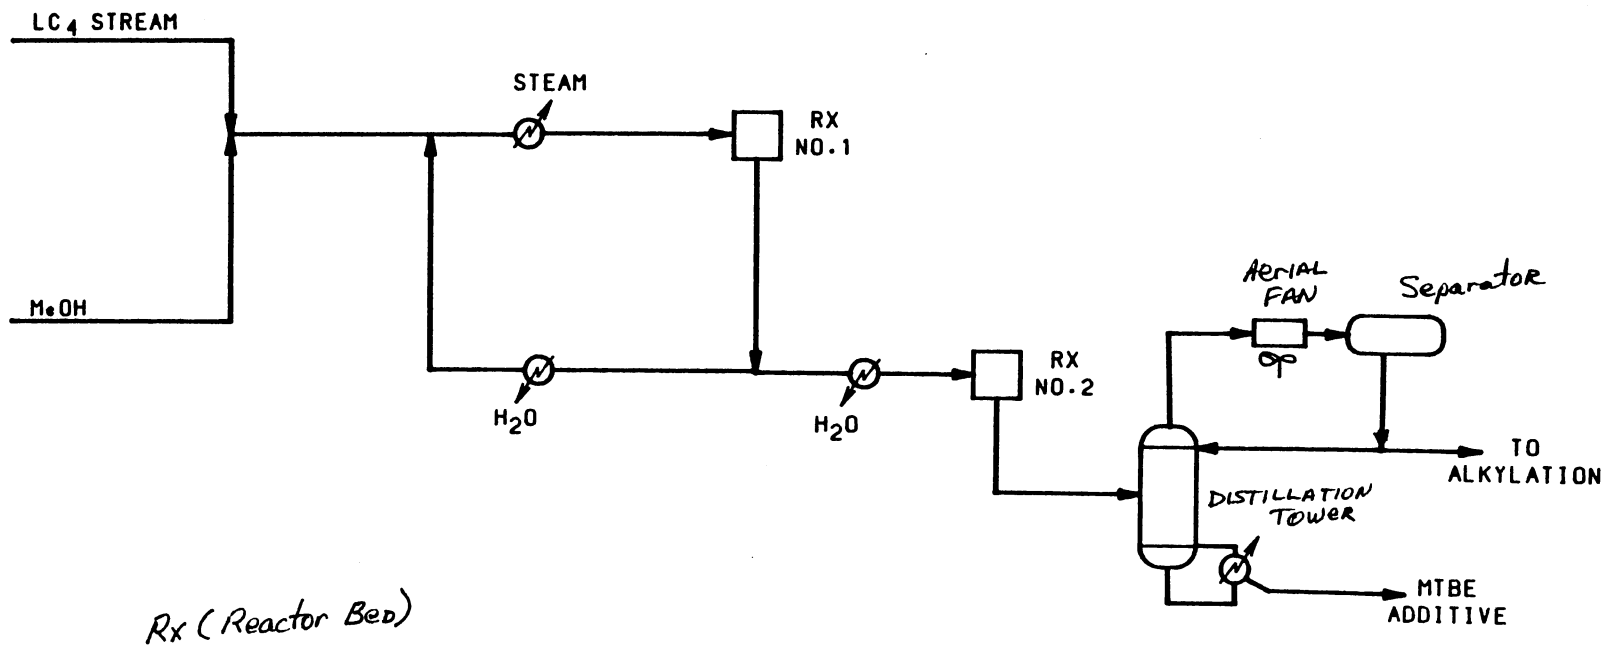 LC4 STREAM
STEAM
RX
NO.1
MeOH
H2O
H2O
RX
NO.2
AERIAL
FAN
Separator
TO
ALKYLATION
DISTILLATION
TOWER
MTBE
ADDITIVE
Rx (Reactor Bed)